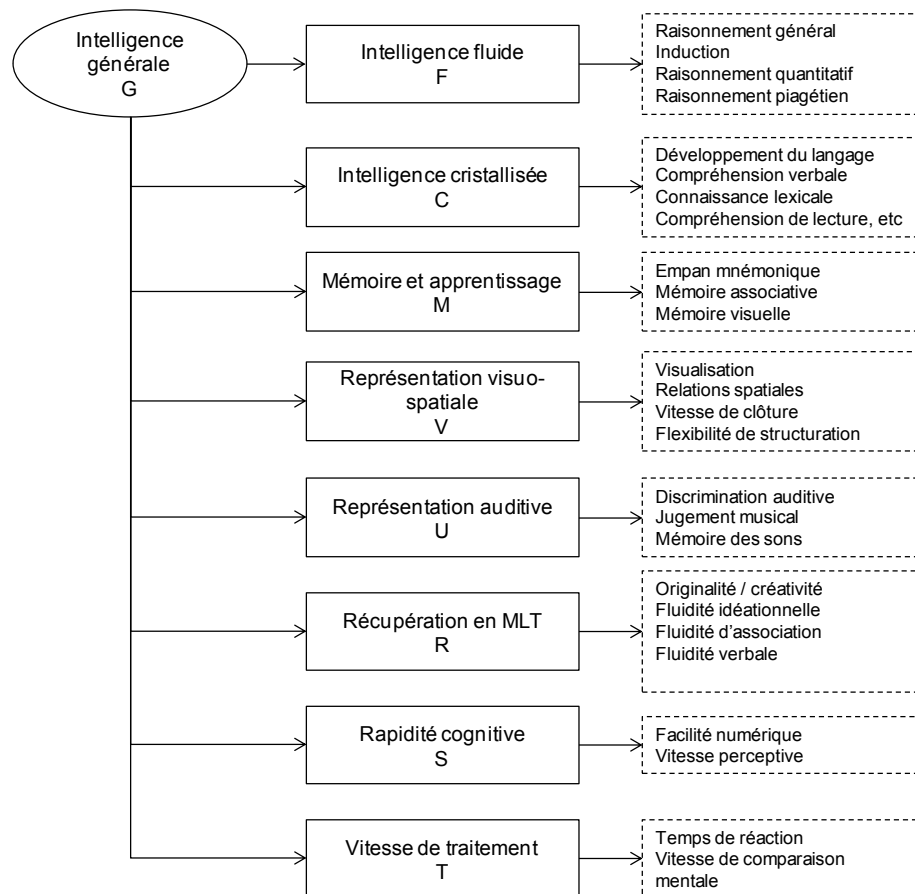 Intelligence
générale
G
Intelligence fluide
F
Raisonnement général
Induction
Raisonnement quantitatif
Raisonnement piagétien
Intelligence cristallisée
C
Développement du langage
Compréhension verbale
Connaissance lexicale
Compréhension de lecture, etc
Mémoire et apprentissage
M
Empan mnémonique
Mémoire associative
Mémoire visuelle
Représentation visuo-
spatiale
V
Visualisation
Relations spatiales
Vitesse de clôture
Flexibilité de structuration
Représentation auditive
U
Discrimination auditive
Jugement musical
Mémoire des sons
Récupération en MLT
R
Originalité / créativité
Fluidité idéationnelle
Fluidité d'association
Fluidité verbale
Rapidité cognitive
S
Facilité numérique
Vitesse perceptive
Vitesse de traitement
T
Temps de réaction
Vitesse de comparaison
mentale